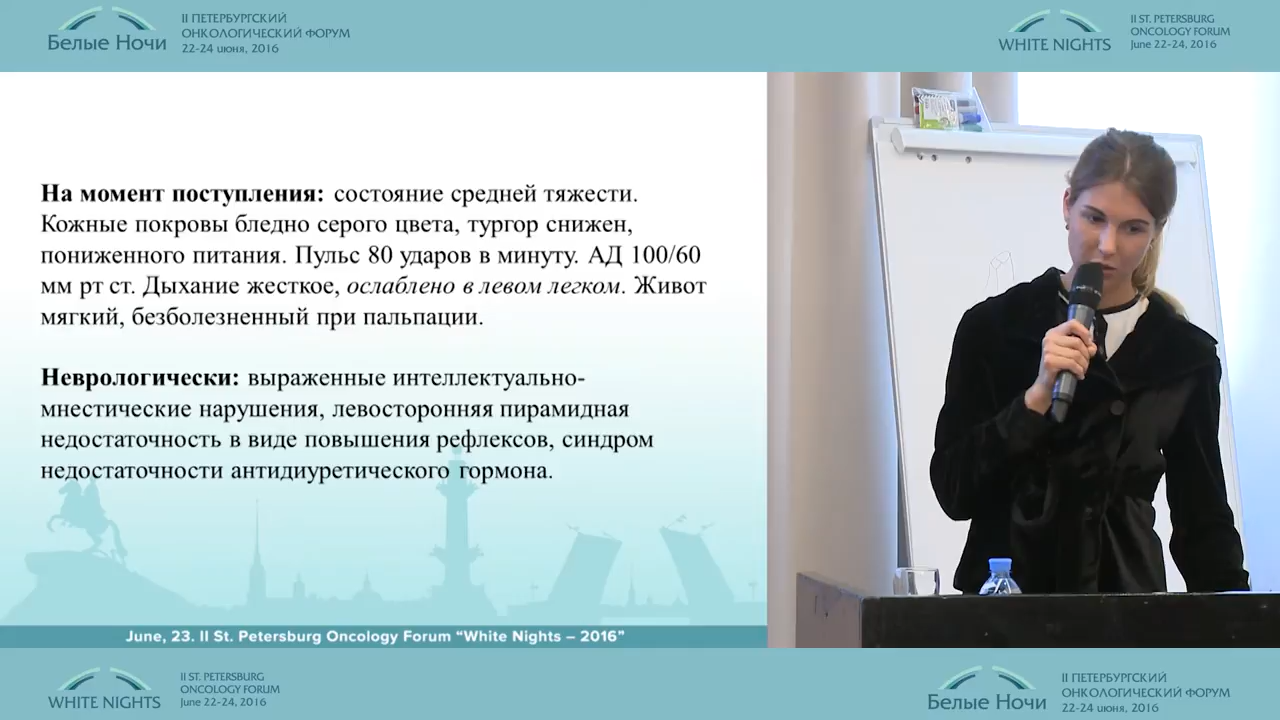 Белые Ночи
II ПЕТЕРБУРГСКИЙ
ОНКОЛОГИЧЕСКИЙ ФОРУМ
22-24 июня, 2016
WHITE NIGHTS
II ST. PETERSBURG
ONCOLOGY FORUM
June 22-24, 2016
На момент поступления: состояние средней тяжести.
Кожные покровы бледно серого цвета, тургор снижен,
пониженного питания. Пульс 80 ударов в минуту. АД 100/60
мм рт ст. Дыхание жесткое, ослаблено в левом легком. Живот
мягкий, безболезненный при пальпации.
Неврологически: выраженные интеллектуально-
мнестические нарушения, левосторонняя пирамидная
недостаточность в виде повышения рефлексов, синдром
недостаточности антидиуретического гормона.
June, 23. II St. Petersburg Oncology Forum “White Nights – 2016”
WHITE NIGHTS
II ST. PETERSBURG
ONCOLOGY FORUM
June 22-24, 2016
Белые Ночи
II ПЕТЕРБУРГСКИЙ
ОНКОЛОГИЧЕСКИЙ ФОРУМ
22-24 июня, 2016